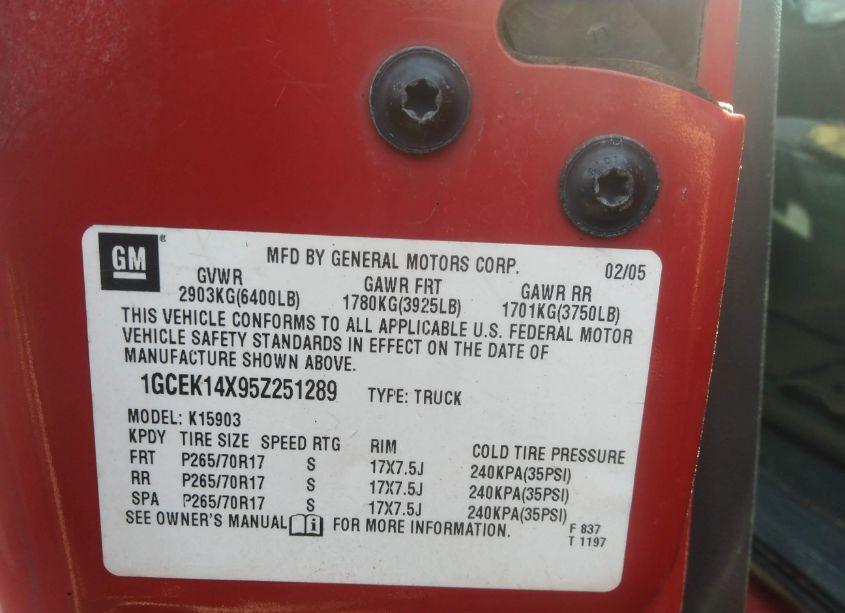 GM
MFD BY GENERAL MOTORS CORP. 02/05
GVWR GAWR FRT GAWR RR
2903KG(6400LB) 1780KG(3925LB) 1701KG(3750LB)
THIS VEHICLE CONFORMS TO ALL APPLICABLE U.S. FEDERAL MOTOR
VEHICLE SAFETY STANDARDS IN EFFECT ON THE DATE OF
MANUFACTURE SHOWN ABOVE.
1GCEK14X95Z251289 TYPE: TRUCK
MODEL: K15903
KPDY TIRE SIZE SPEED RTG RIM COLD TIRE PRESSURE
FRT P265/70R17 S 17X7.5J 240KPA(35PSI)
RR P265/70R17 S 17X7.5J 240KPA(35PSI)
SPA P265/70R17 S 17X7.5J 240KPA(35PSI)
SEE OWNER'S MANUAL FOR MORE INFORMATION.
F 837
T 1197